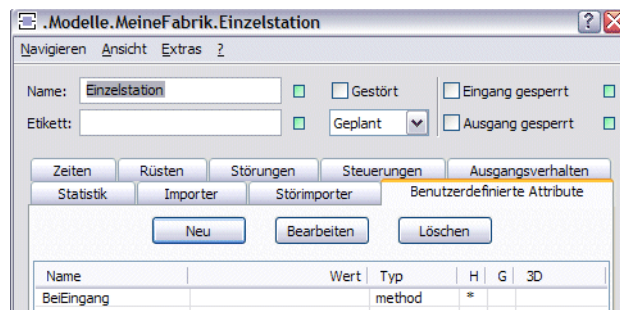 .Modelle.MeineFabrik.Einzelstation ?
Navigieren Ansicht Extras ?
Name: Einzelstation Gestört Eingang gesperrt
Etikett: Geplant Ausgang gesperrt
Zeiten Rüsten Störungen Steuerungen Ausgangsverhalten
Statistik Importer Störimporter Benutzerdefinierte Attribute
Neu Bearbeiten Löschen
Name Wert Typ H G 3D
BeiEingang method *